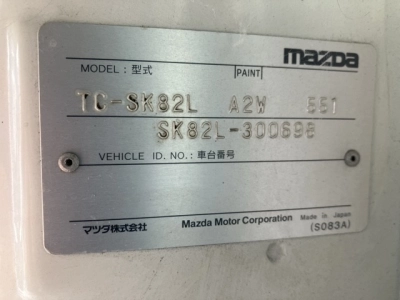 mazda
MODEL: 型式 PAINT
TC-SK82L A2W 5E1
SK82L-300698
VEHICLE ID. NO.: 車台番号
マツダ株式会社 Mazda Motor Corporation Made in Japan
(S083A)